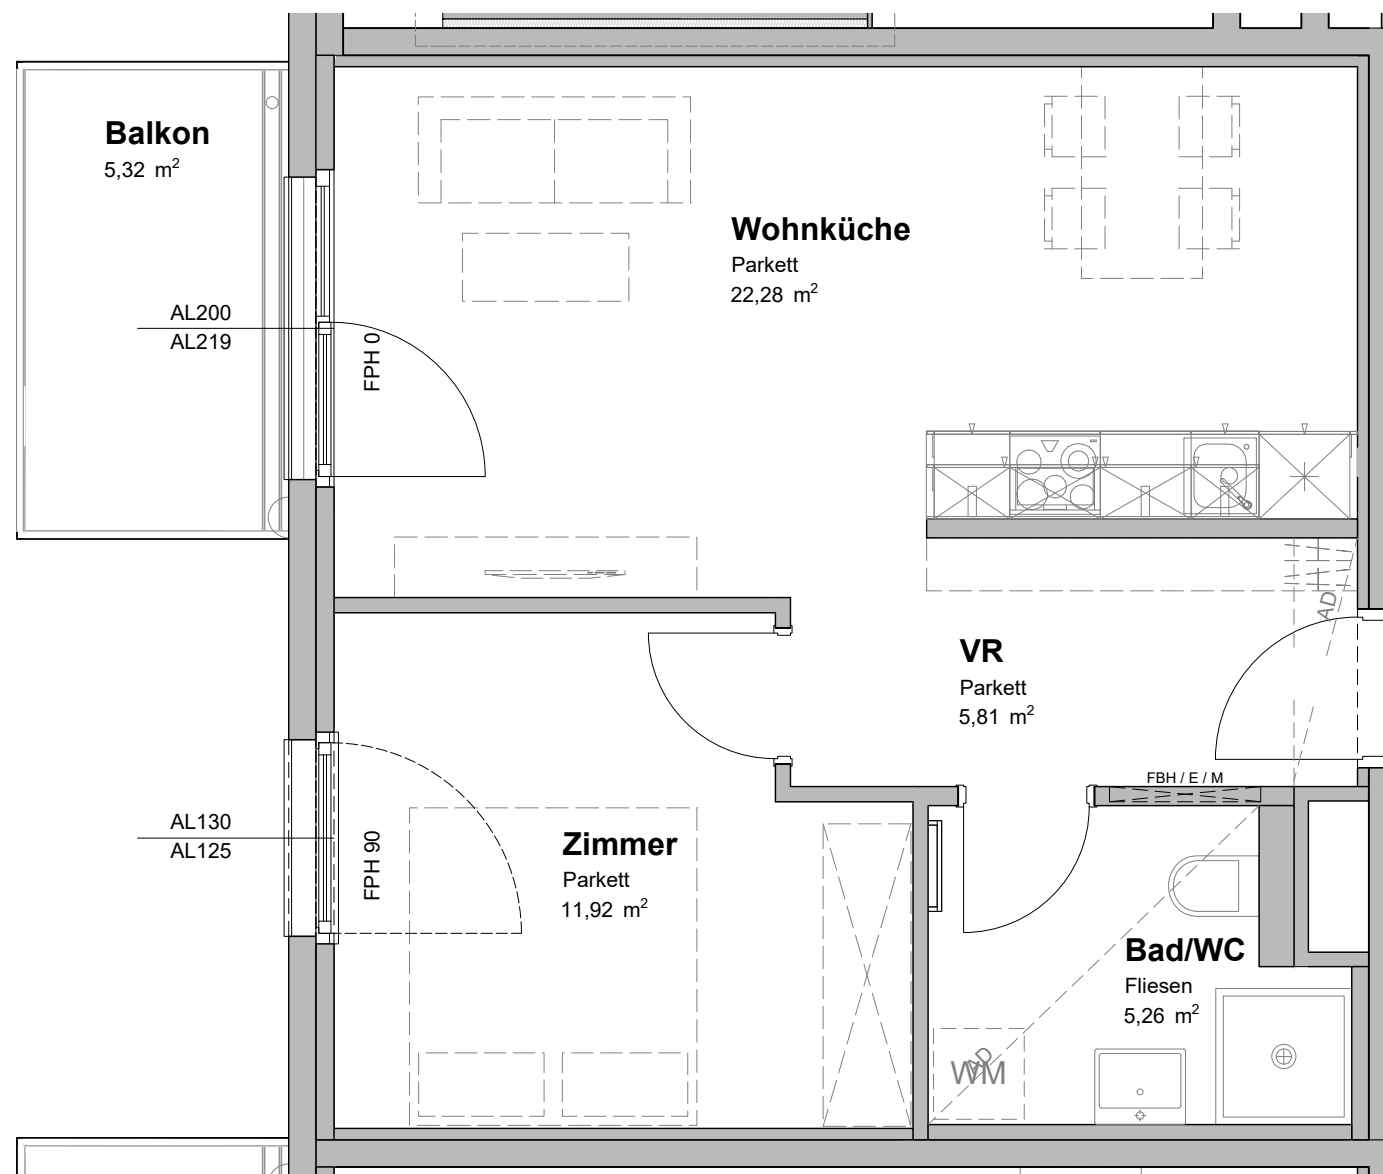 Balkon
5,32 m²
Wohnküche
Parkett
22,28 m²
AL200
AL219
FPH 0
AD
VR
Parkett
5,81 m²
FBH / E / M
AL130
AL125
FPH 90
Zimmer
Parkett
11,92 m²
Bad/WC
Fliesen
5,26 m²
AD
WM